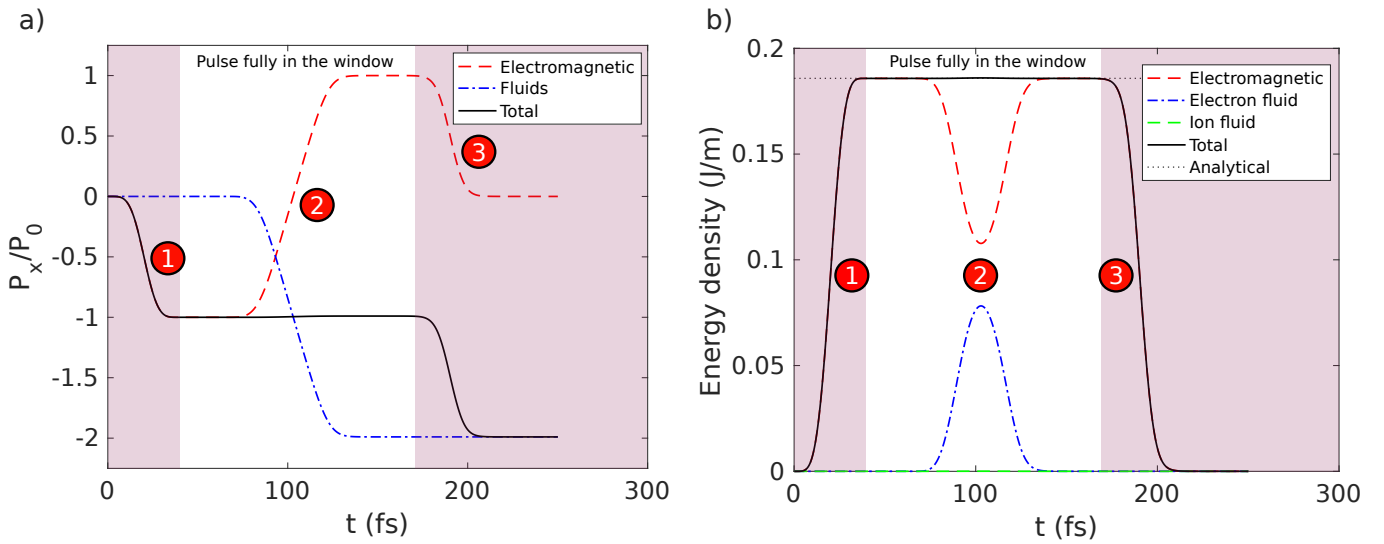 a)
Pulse fully in the window
Electromagnetic
Fluids
Total
1
0.5
0
-0.5
-1
-1.5
-2
P_x/P_0
1
2
3
0
100
200
300
t (fs)
b)
Pulse fully in the window
Electromagnetic
Electron fluid
Ion fluid
Total
Analytical
0.2
0.15
0.1
0.05
0
Energy density (J/m)
1
2
3
0
100
200
300
t (fs)